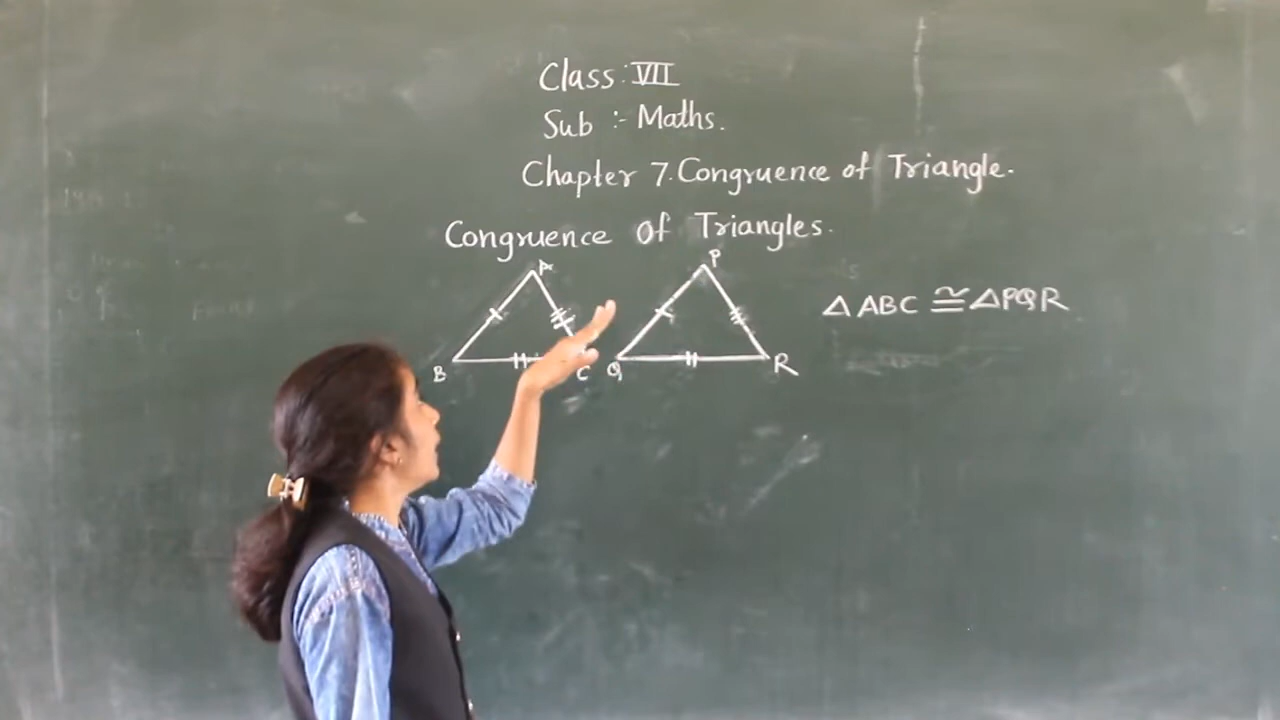 Class: VII
Sub :- Maths.
Chapter 7. Congruence of Triangle.
Congruence of Triangles.
A P
B C Q R
△ABC ≅ △PQR